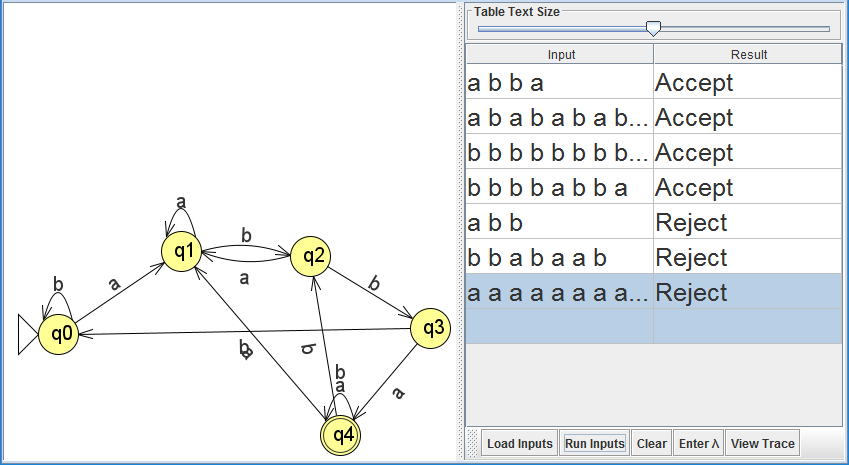 Table Text Size
Input Result
a b b a Accept
a b a b a b a b... Accept
b b b b b b b b... Accept
b b b b a b b a Accept
a b b Reject
b b a b a a b Reject
a a a a a a a a... Reject
a
q1
b
q2
a
b
a
b
q0
q3
b
b
b
a
a
q4
Load Inputs Run Inputs Clear Enter λ View Trace